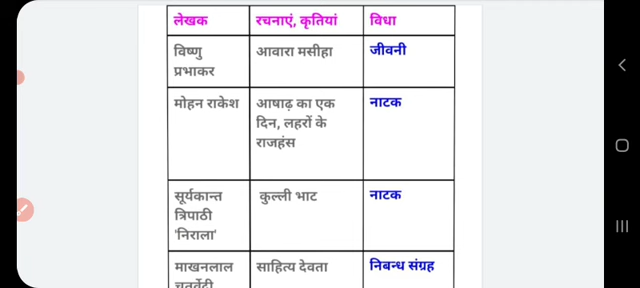 लेखक रचनाएं, कृतियां विधा
विष्णु प्रभाकर आवारा मसीहा जीवनी
मोहन राकेश आषाढ़ का एक दिन, लहरों के राजहंस नाटक
सूर्यकान्त त्रिपाठी 'निराला' कुल्ली भाट नाटक
माखनलाल चतुर्वेदी साहित्य देवता निबन्ध संग्रह